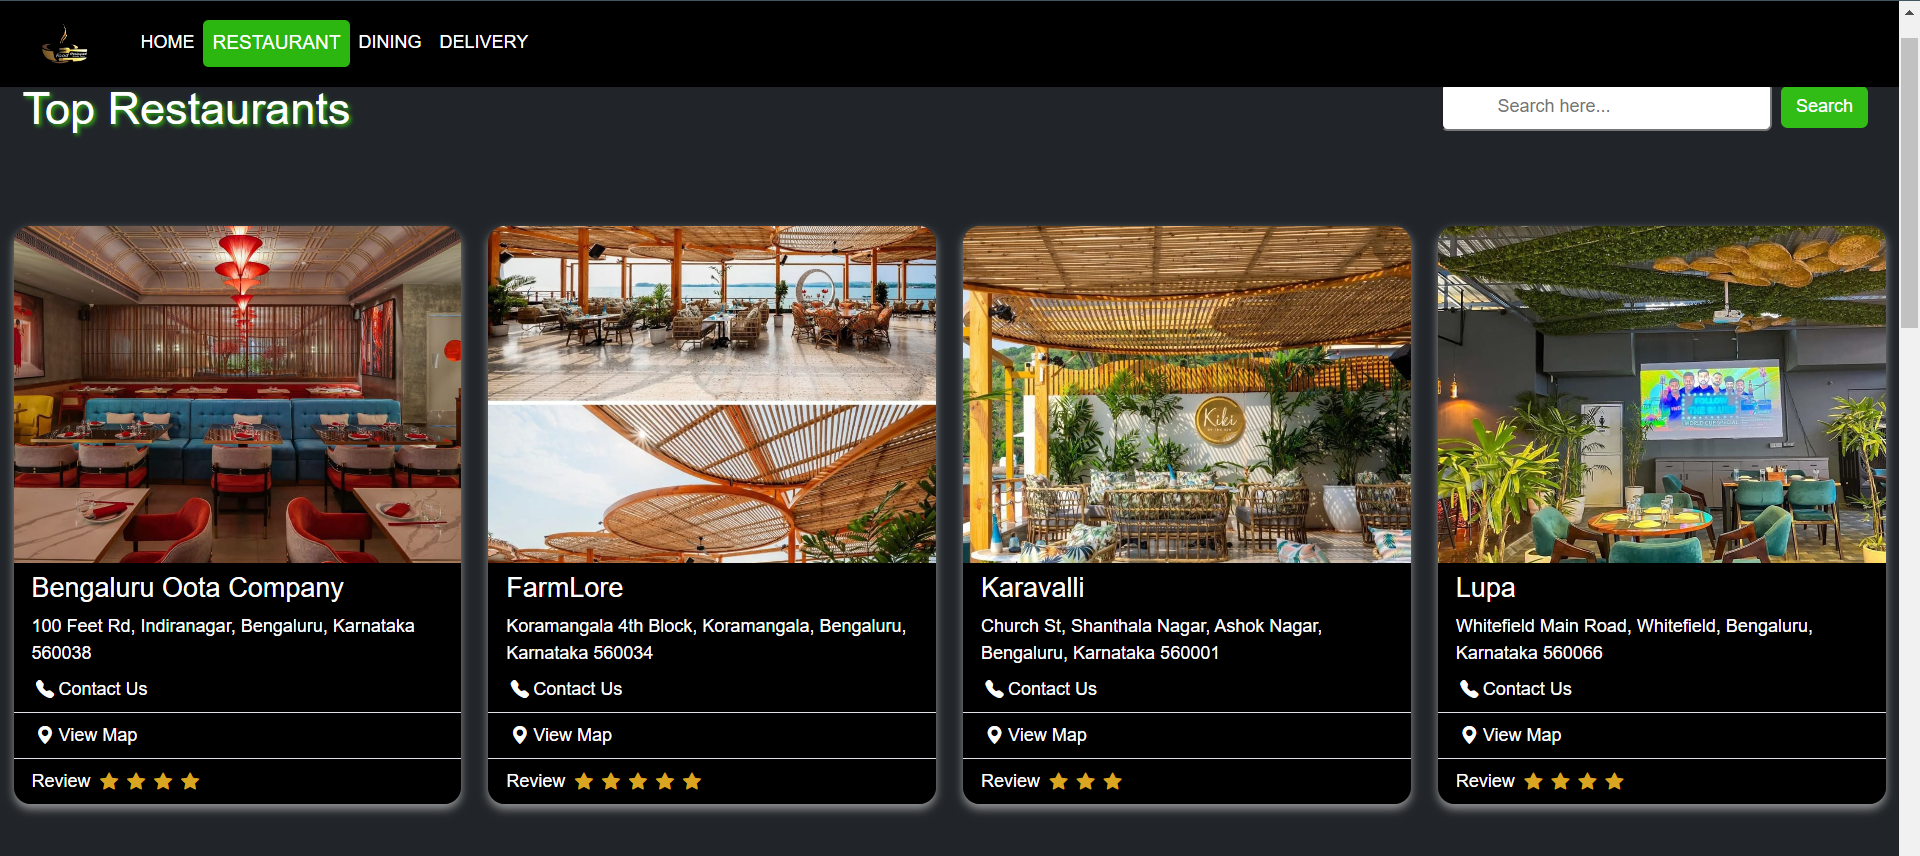 HOME RESTAURANT DINING DELIVERY
Top Restaurants
Search here... Search
Kiki
Bengaluru Oota Company
100 Feet Rd, Indiranagar, Bengaluru, Karnataka
560038
Contact Us
View Map
Review
FarmLore
Koramangala 4th Block, Koramangala, Bengaluru,
Karnataka 560034
Contact Us
View Map
Review
Karavalli
Church St, Shanthala Nagar, Ashok Nagar,
Bengaluru, Karnataka 560001
Contact Us
View Map
Review
Lupa
Whitefield Main Road, Whitefield, Bengaluru,
Karnataka 560066
Contact Us
View Map
Review